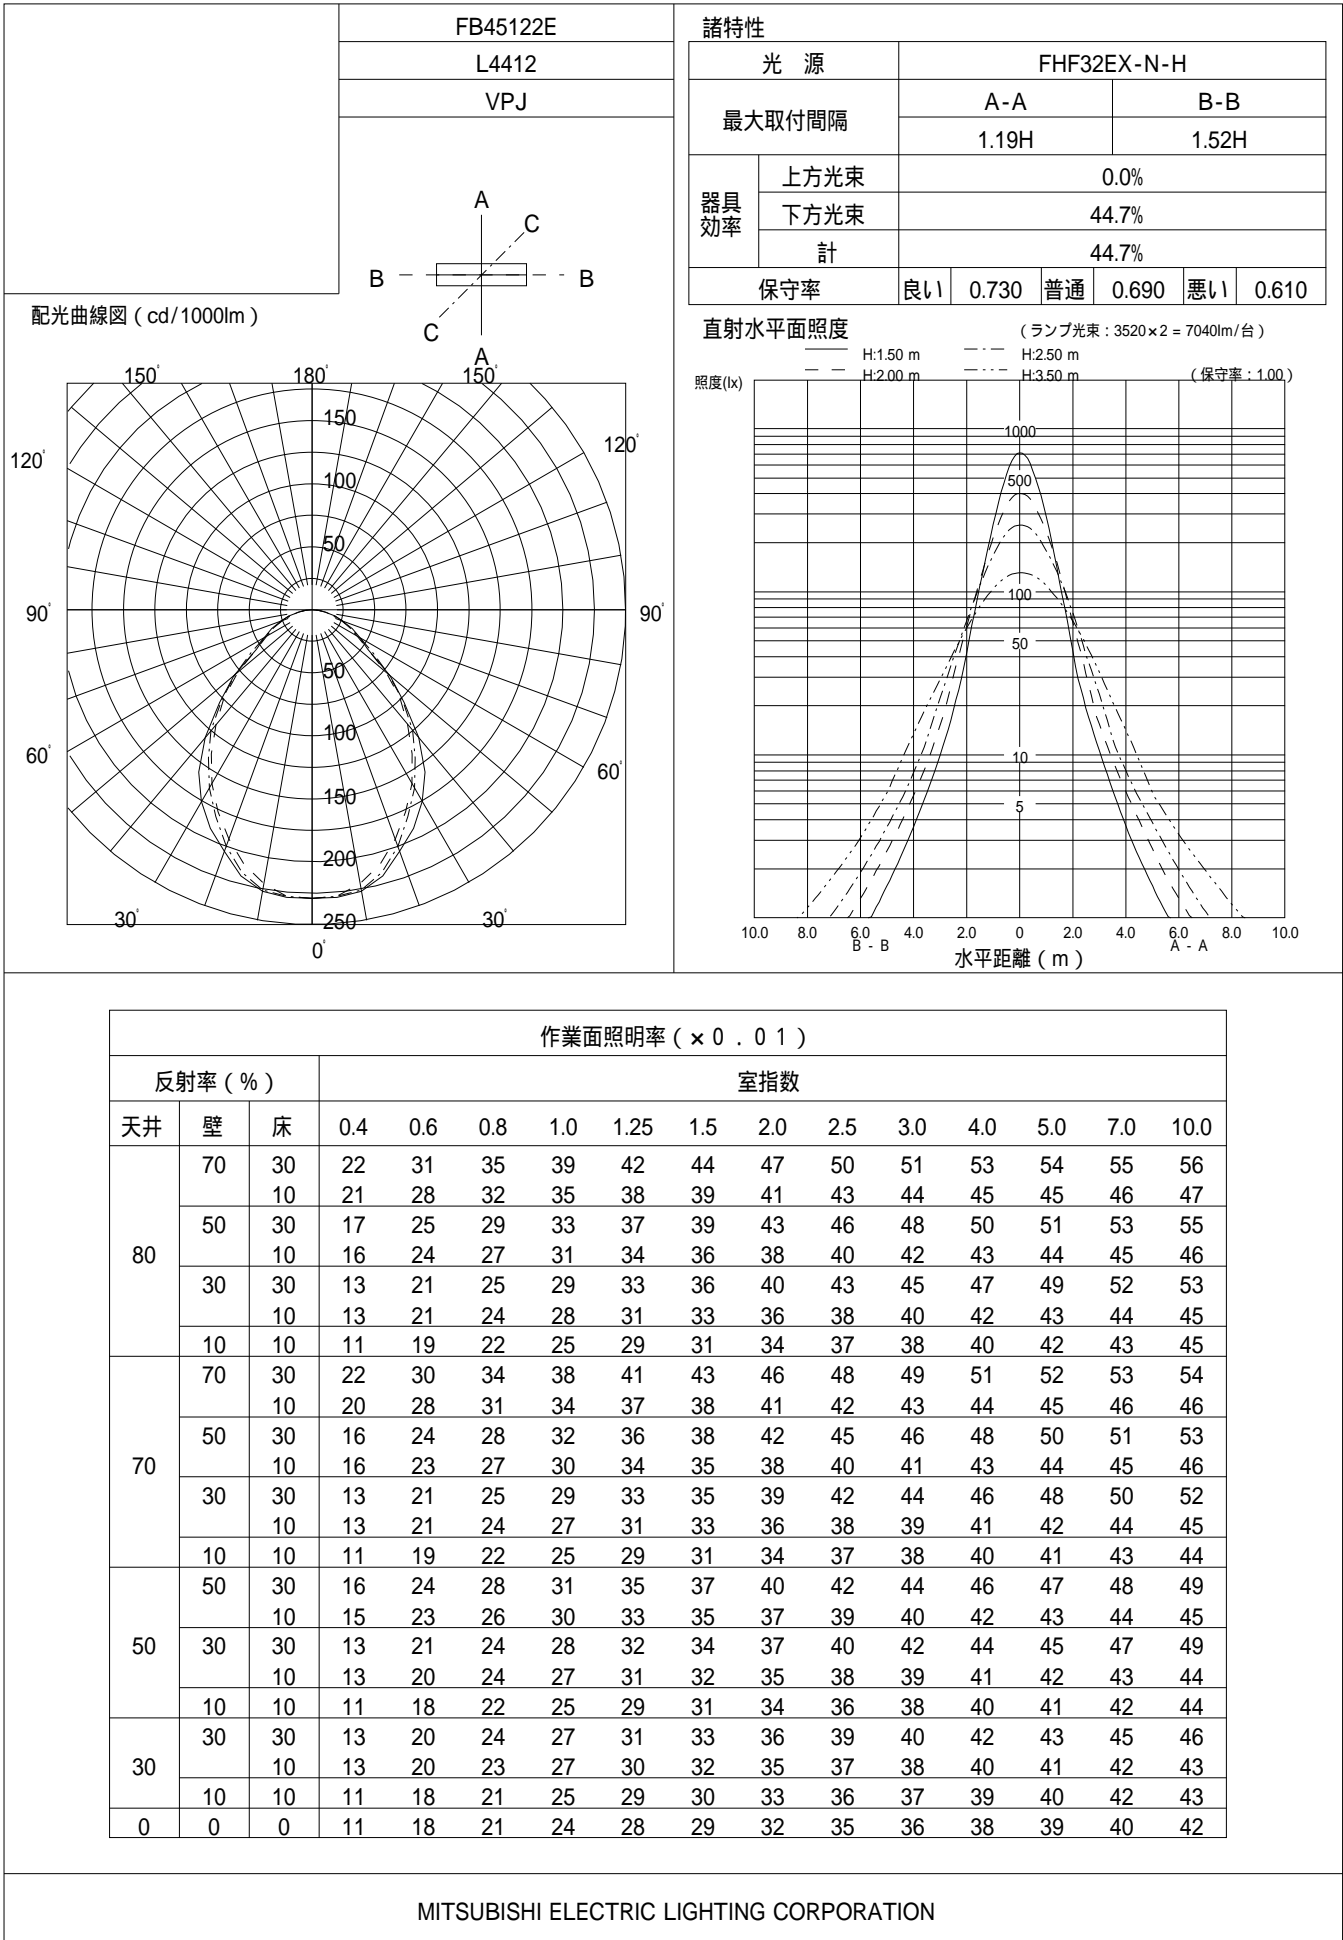 FB45122E
L4412
VPJ
A
C
B B
C
A
配光曲線図（cd/1000lm）
150° 180° 150°
120° 120°
90° 90°
60° 60°
30° 30°
0°
150
100
50
50
100
150
200
250
諸特性
光 源 FHF32EX-N-H
最大取付間隔 A-A B-B
1.19H 1.52H
器具効率 上方光束 0.0%
下方光束 44.7%
計 44.7%
保守率 良い 0.730 普通 0.690 悪い 0.610
直射水平面照度 （ランプ光束：3520×2＝7040lm/台）
H:1.50 m H:2.50 m
H:2.00 m H:3.50 m
照度(lx) （保守率：1.00）
1000
500
100
50
10
5
10.0 8.0 6.0 4.0 2.0 0 2.0 4.0 6.0 8.0 10.0
B - B A - A
水平距離（m）
作業面照明率（×０．０１）
反射率（%） 室指数
天井 壁 床 0.4 0.6 0.8 1.0 1.25 1.5 2.0 2.5 3.0 4.0 5.0 7.0 10.0
80 70 30 22 31 35 39 42 44 47 50 51 53 54 55 56
10 21 28 32 35 38 39 41 43 44 45 45 46 47
50 30 17 25 29 33 37 39 43 46 48 50 51 53 55
10 16 24 27 31 34 36 38 40 42 43 44 45 46
30 30 13 21 25 29 33 36 40 43 45 47 49 52 53
10 13 21 24 28 31 33 36 38 40 42 43 44 45
10 10 11 19 22 25 29 31 34 37 38 40 42 43 45
70 70 30 22 30 34 38 41 43 46 48 49 51 52 53 54
10 20 28 31 34 37 38 41 42 43 44 45 46 46
50 30 16 24 28 32 36 38 42 45 46 48 50 51 53
10 16 23 27 30 34 35 38 40 41 43 44 45 46
30 30 13 21 25 29 33 35 39 42 44 46 48 50 52
10 13 21 24 27 31 33 36 38 39 41 42 44 45
10 10 11 19 22 25 29 31 34 37 38 40 41 43 44
50 50 30 16 24 28 31 35 37 40 42 44 46 47 48 49
10 15 23 26 30 33 35 37 39 40 42 43 44 45
30 30 13 21 24 28 32 34 37 40 42 44 45 47 49
10 13 20 24 27 31 32 35 38 39 41 42 43 44
10 10 11 18 22 25 29 31 34 36 38 40 41 42 44
30 30 30 13 20 24 27 31 33 36 39 40 42 43 45 46
10 13 20 23 27 30 32 35 37 38 40 41 42 43
10 10 11 18 21 25 29 30 33 36 37 39 40 42 43
0 0 0 11 18 21 24 28 29 32 35 36 38 39 40 42
MITSUBISHI ELECTRIC LIGHTING CORPORATION